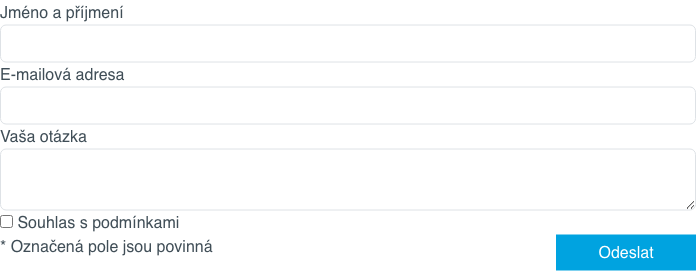 Jméno a příjmení
E-mailová adresa
Vaša otázka
Souhlas s podmínkami
* Označená pole jsou povinná
Odeslat